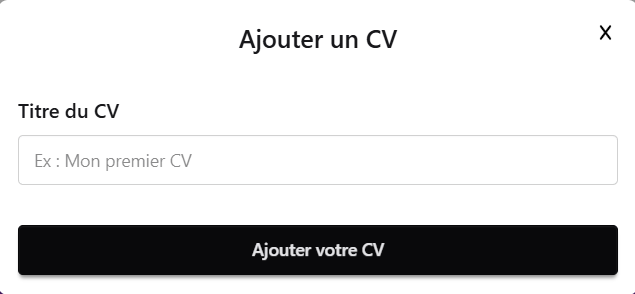 Ajouter un CV
X
Titre du CV
Ex : Mon premier CV
Ajouter votre CV